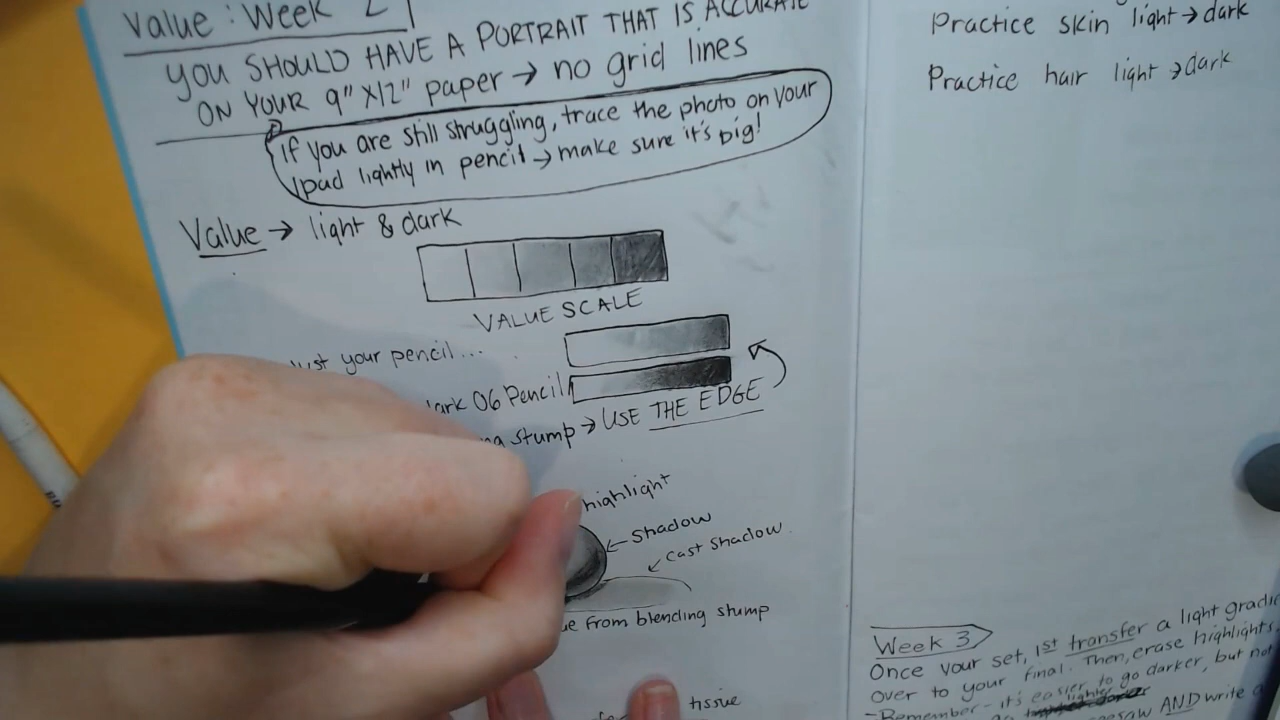 Value: Week 2
YOU SHOULD HAVE A PORTRAIT THAT IS ACCURATE
ON YOUR 9" X12" paper → no grid lines
If you are still struggling, trace the photo on your
ipad lightly in pencil → make sure it's big!
Value → light & dark
VALUE SCALE
just your pencil...
dark 06 Pencil
stump → USE THE EDGE
highlight
← Shadow
↙ Cast Shadow
from blending stump
tissue
Practice skin light → dark
Practice hair light → dark
Week 3
Once your set, 1st transfer a light
over to your final. Then, erase highlights.
- Remember - it's easier to go darker, but not
lighter
AND write